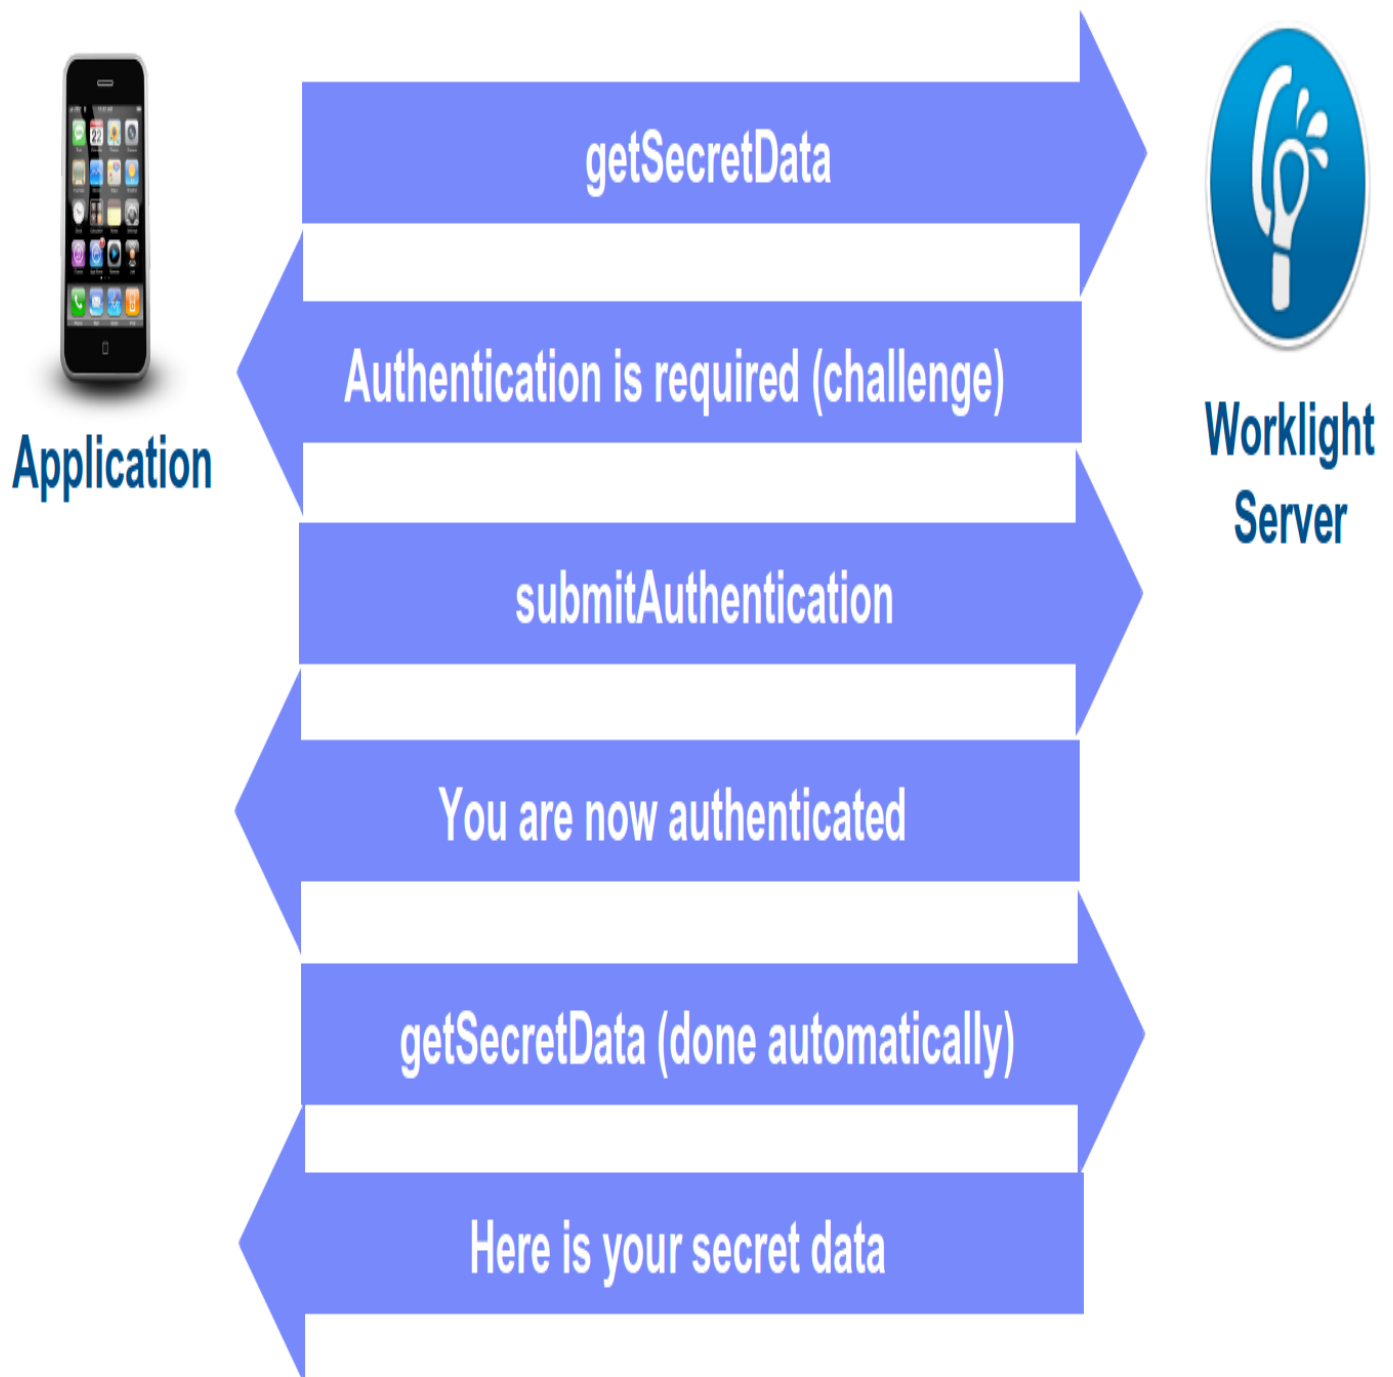 getSecretData
Authentication is required (challenge)
Application
Worklight
Server
submitAuthentication
You are now authenticated
getSecretData (done automatically)
Here is your secret data